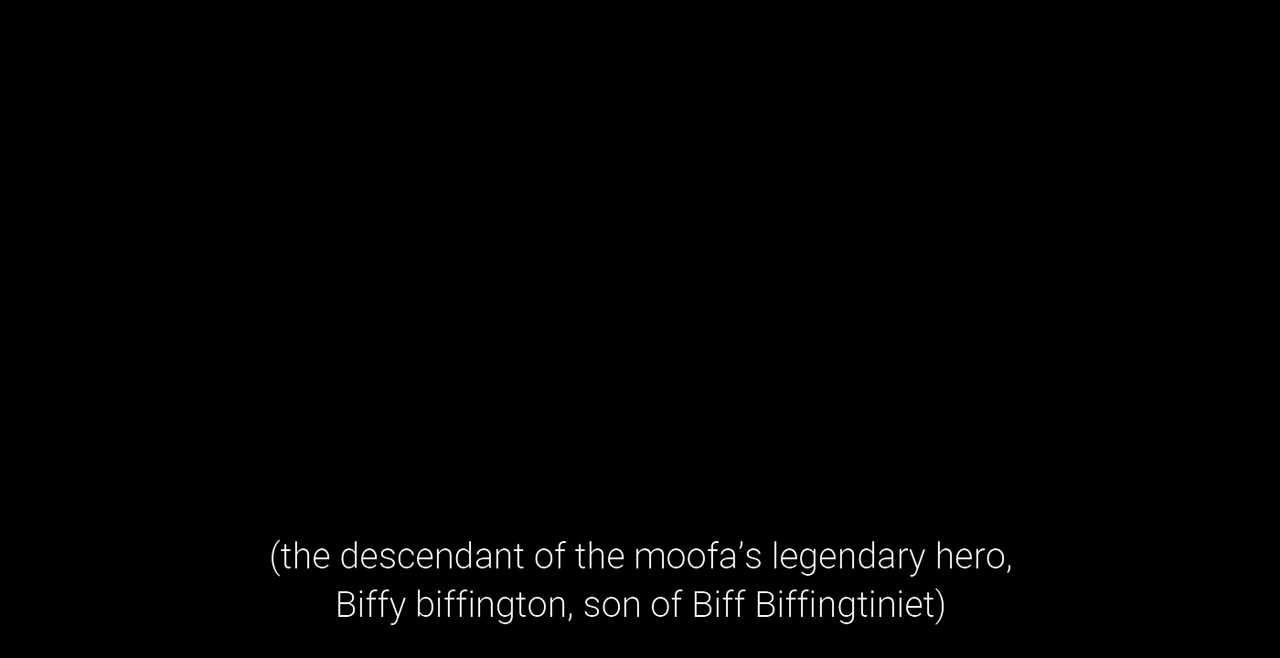 (the descendant of the moofa’s legendary hero,
Biffy biffington, son of Biff Biffingtiniet)